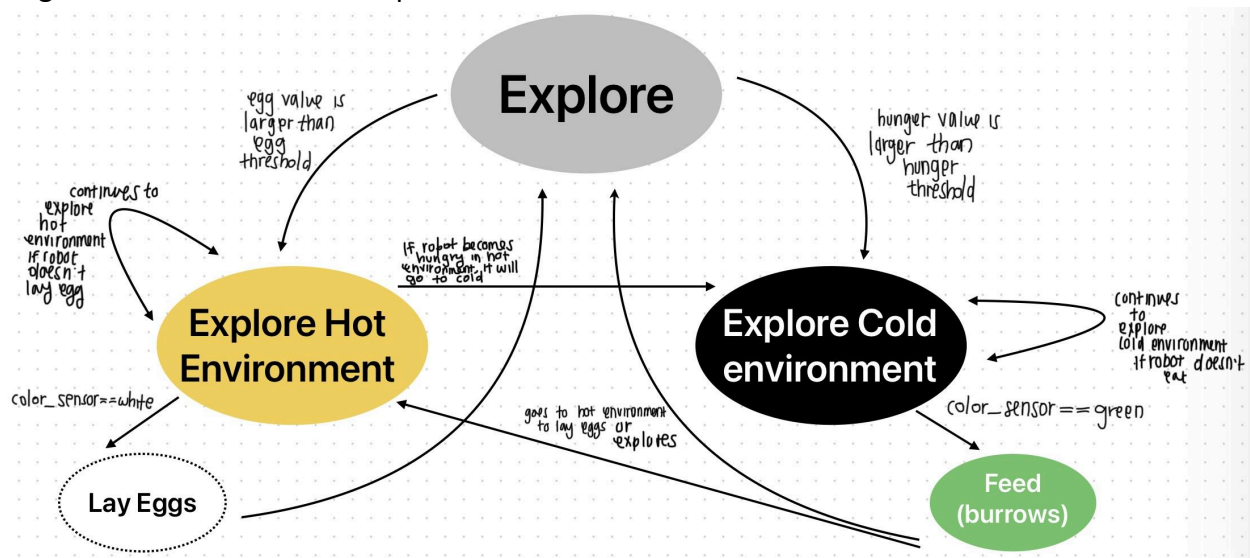 Explore
egg value is
larger than
egg
threshold
hunger value is
larger than
hunger
threshold
continues to
explore
hot
environment
if robot
doesn't
lay egg
If robot becomes
hungry in hot
environment, it will
go to cold
Explore Hot
Environment
Explore Cold
environment
continues
to
explore
cold environment
if robot doesn't
eat
color_sensor==white
goes to hot environment
to lay eggs or
explores
color_sensor==green
Lay Eggs
Feed
(burrows)